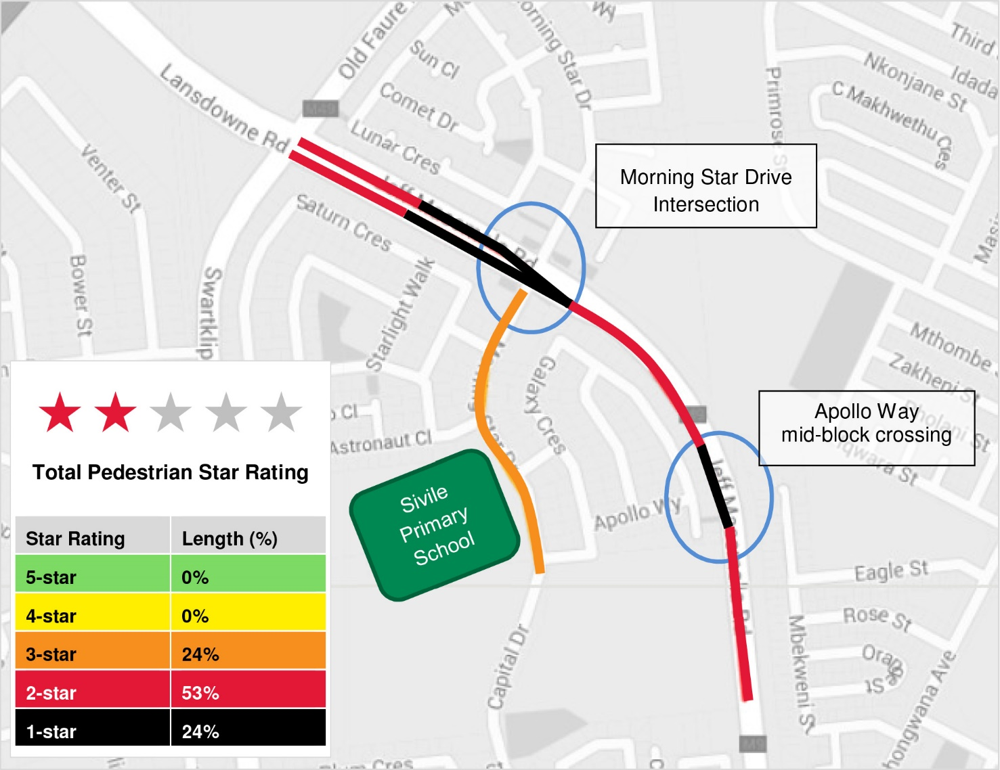 Old Faure
Wy
Morning Star Dr
Third
Idada
Nkonjane St
C Makhwethu Cres
Primrose St
Sun Cl
Comet Dr
Lunar Cres
Lansdowne Rd
M49
Venter St
Bower St
Swartklip
Saturn Cres
Starlight Walk
Morning Star Drive
Intersection
Apollo Way
mid-block crossing
Mthombe
Zakheni St
Galaxy Cres
Astronaut Cl
Apollo Wy
Sivile
Primary
School
Eagle St
Rose St
Mbekweni St
Capital Dr
Total Pedestrian Star Rating
Star Rating Length (%)
5-star 0%
4-star 0%
3-star 24%
2-star 53%
1-star 24%